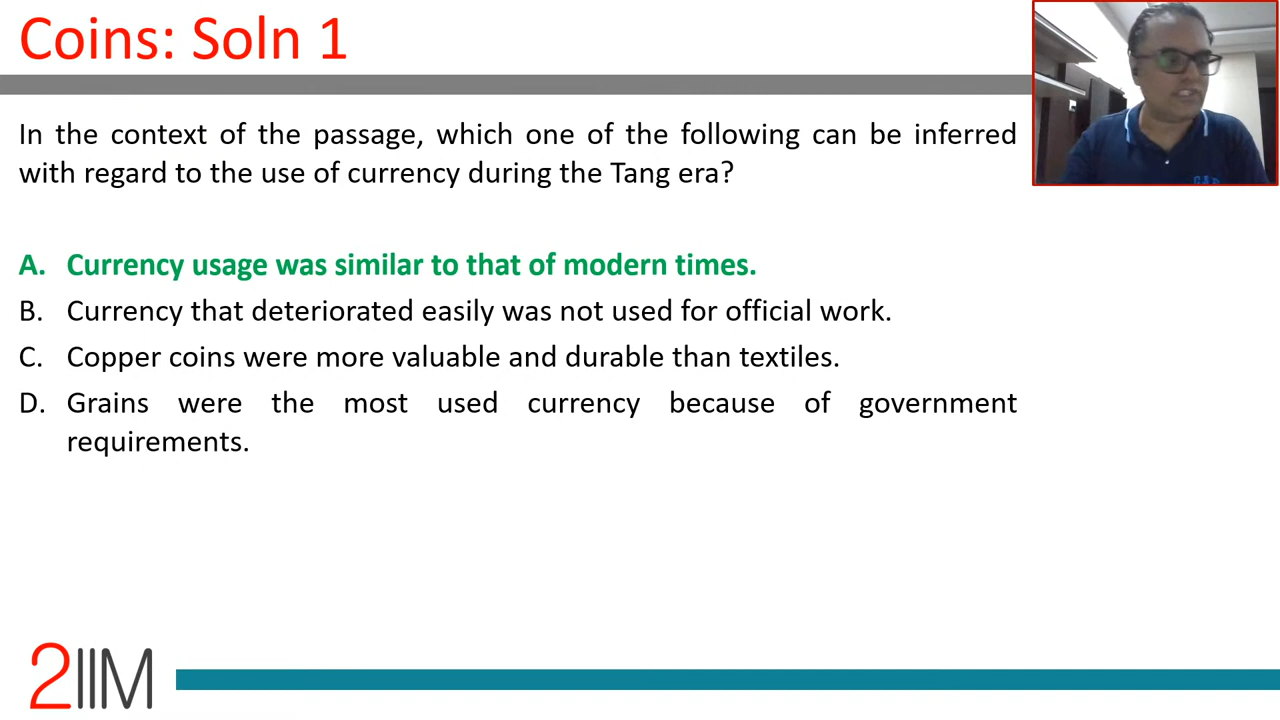 Coins: Soln 1
In the context of the passage, which one of the following can be inferred
with regard to the use of currency during the Tang era?
A. Currency usage was similar to that of modern times.
B. Currency that deteriorated easily was not used for official work.
C. Copper coins were more valuable and durable than textiles.
D. Grains were the most used currency because of government
requirements.
2IIM